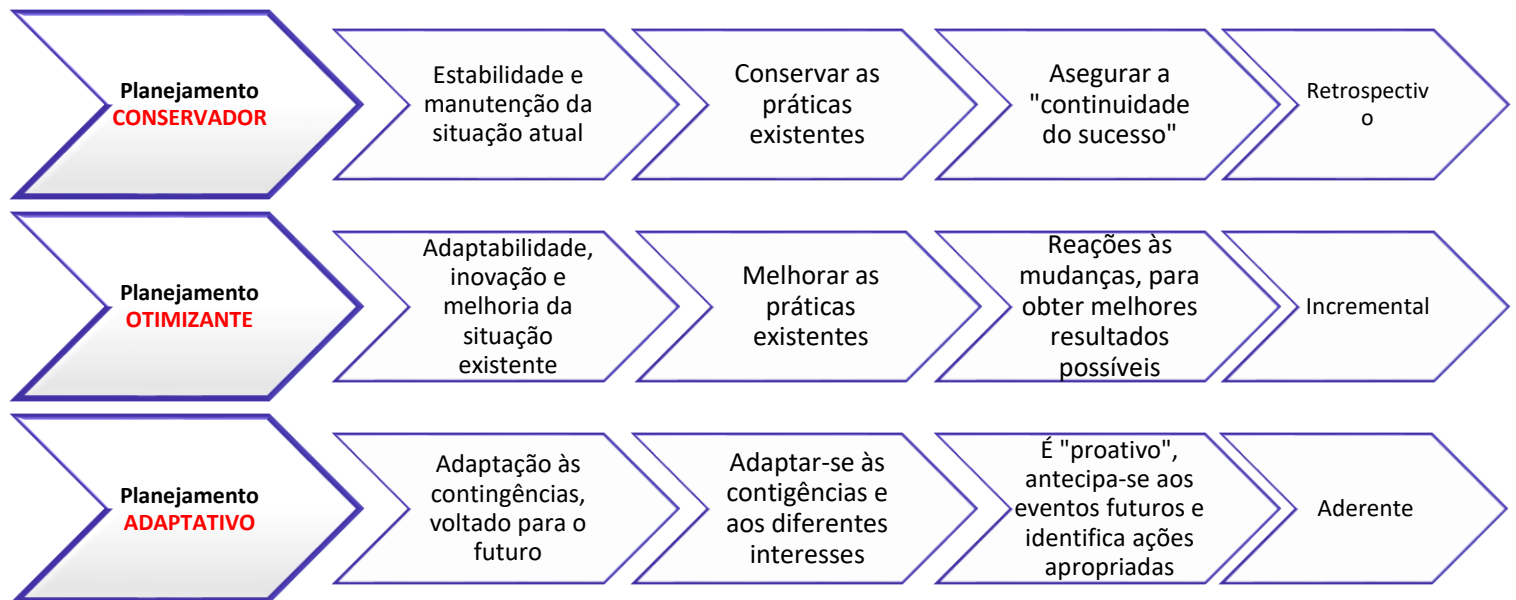 Planejamento
CONSERVADOR
Estabilidade e
manutenção da
situação atual
Conservar as
práticas
existentes
Asegurar a
"continuidade
do sucesso"
Retrospectiv
o
Planejamento
OTIMIZANTE
Adaptabilidade,
inovação e
melhoria da
situação
existente
Melhorar as
práticas
existentes
Reações às
mudanças, para
obter melhores
resultados
possíveis
Incremental
Planejamento
ADAPTATIVO
Adaptação às
contingências,
voltado para o
futuro
Adaptar-se às
contigências e
aos diferentes
interesses
É "proativo",
antecipa-se aos
eventos futuros e
identifica ações
apropriadas
Aderente